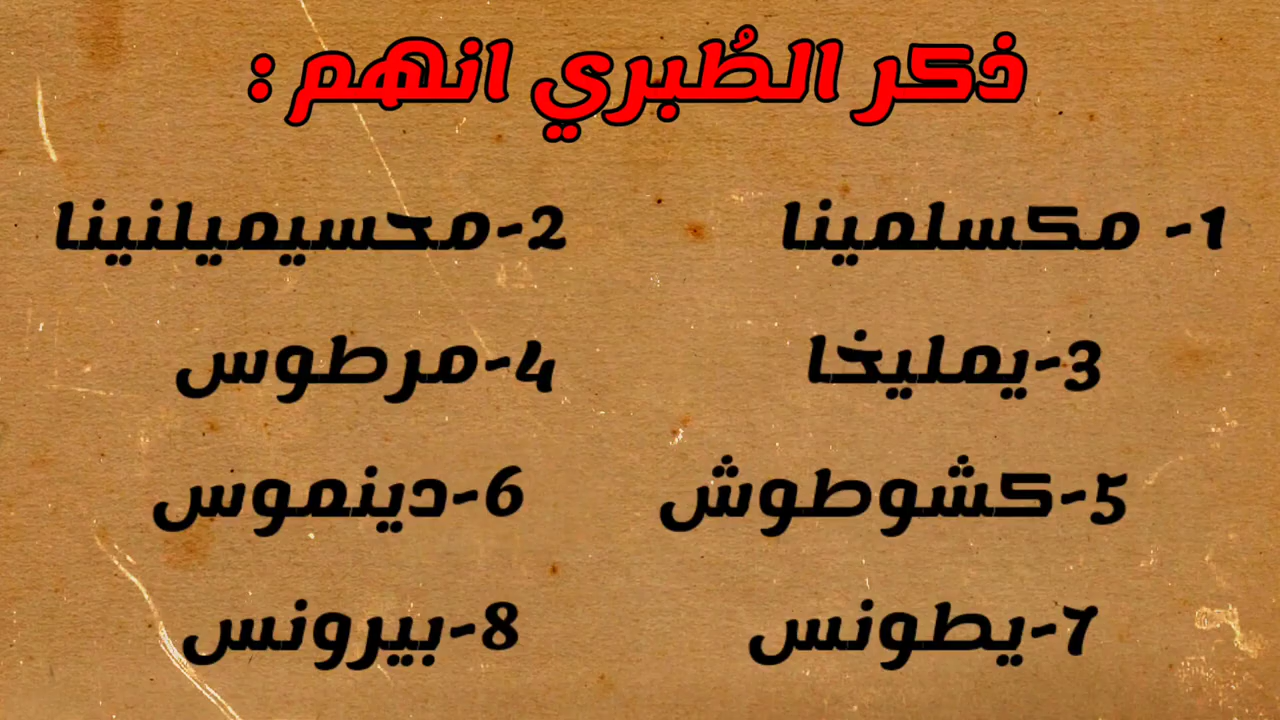 ذكر الطُبري انهم :
1- مكسلمينا 2-محسيميلنينا
3-يمليخا 4-مرطوس
5-كشوطوش 6-دينموس
7-يطونس 8-بيرونس